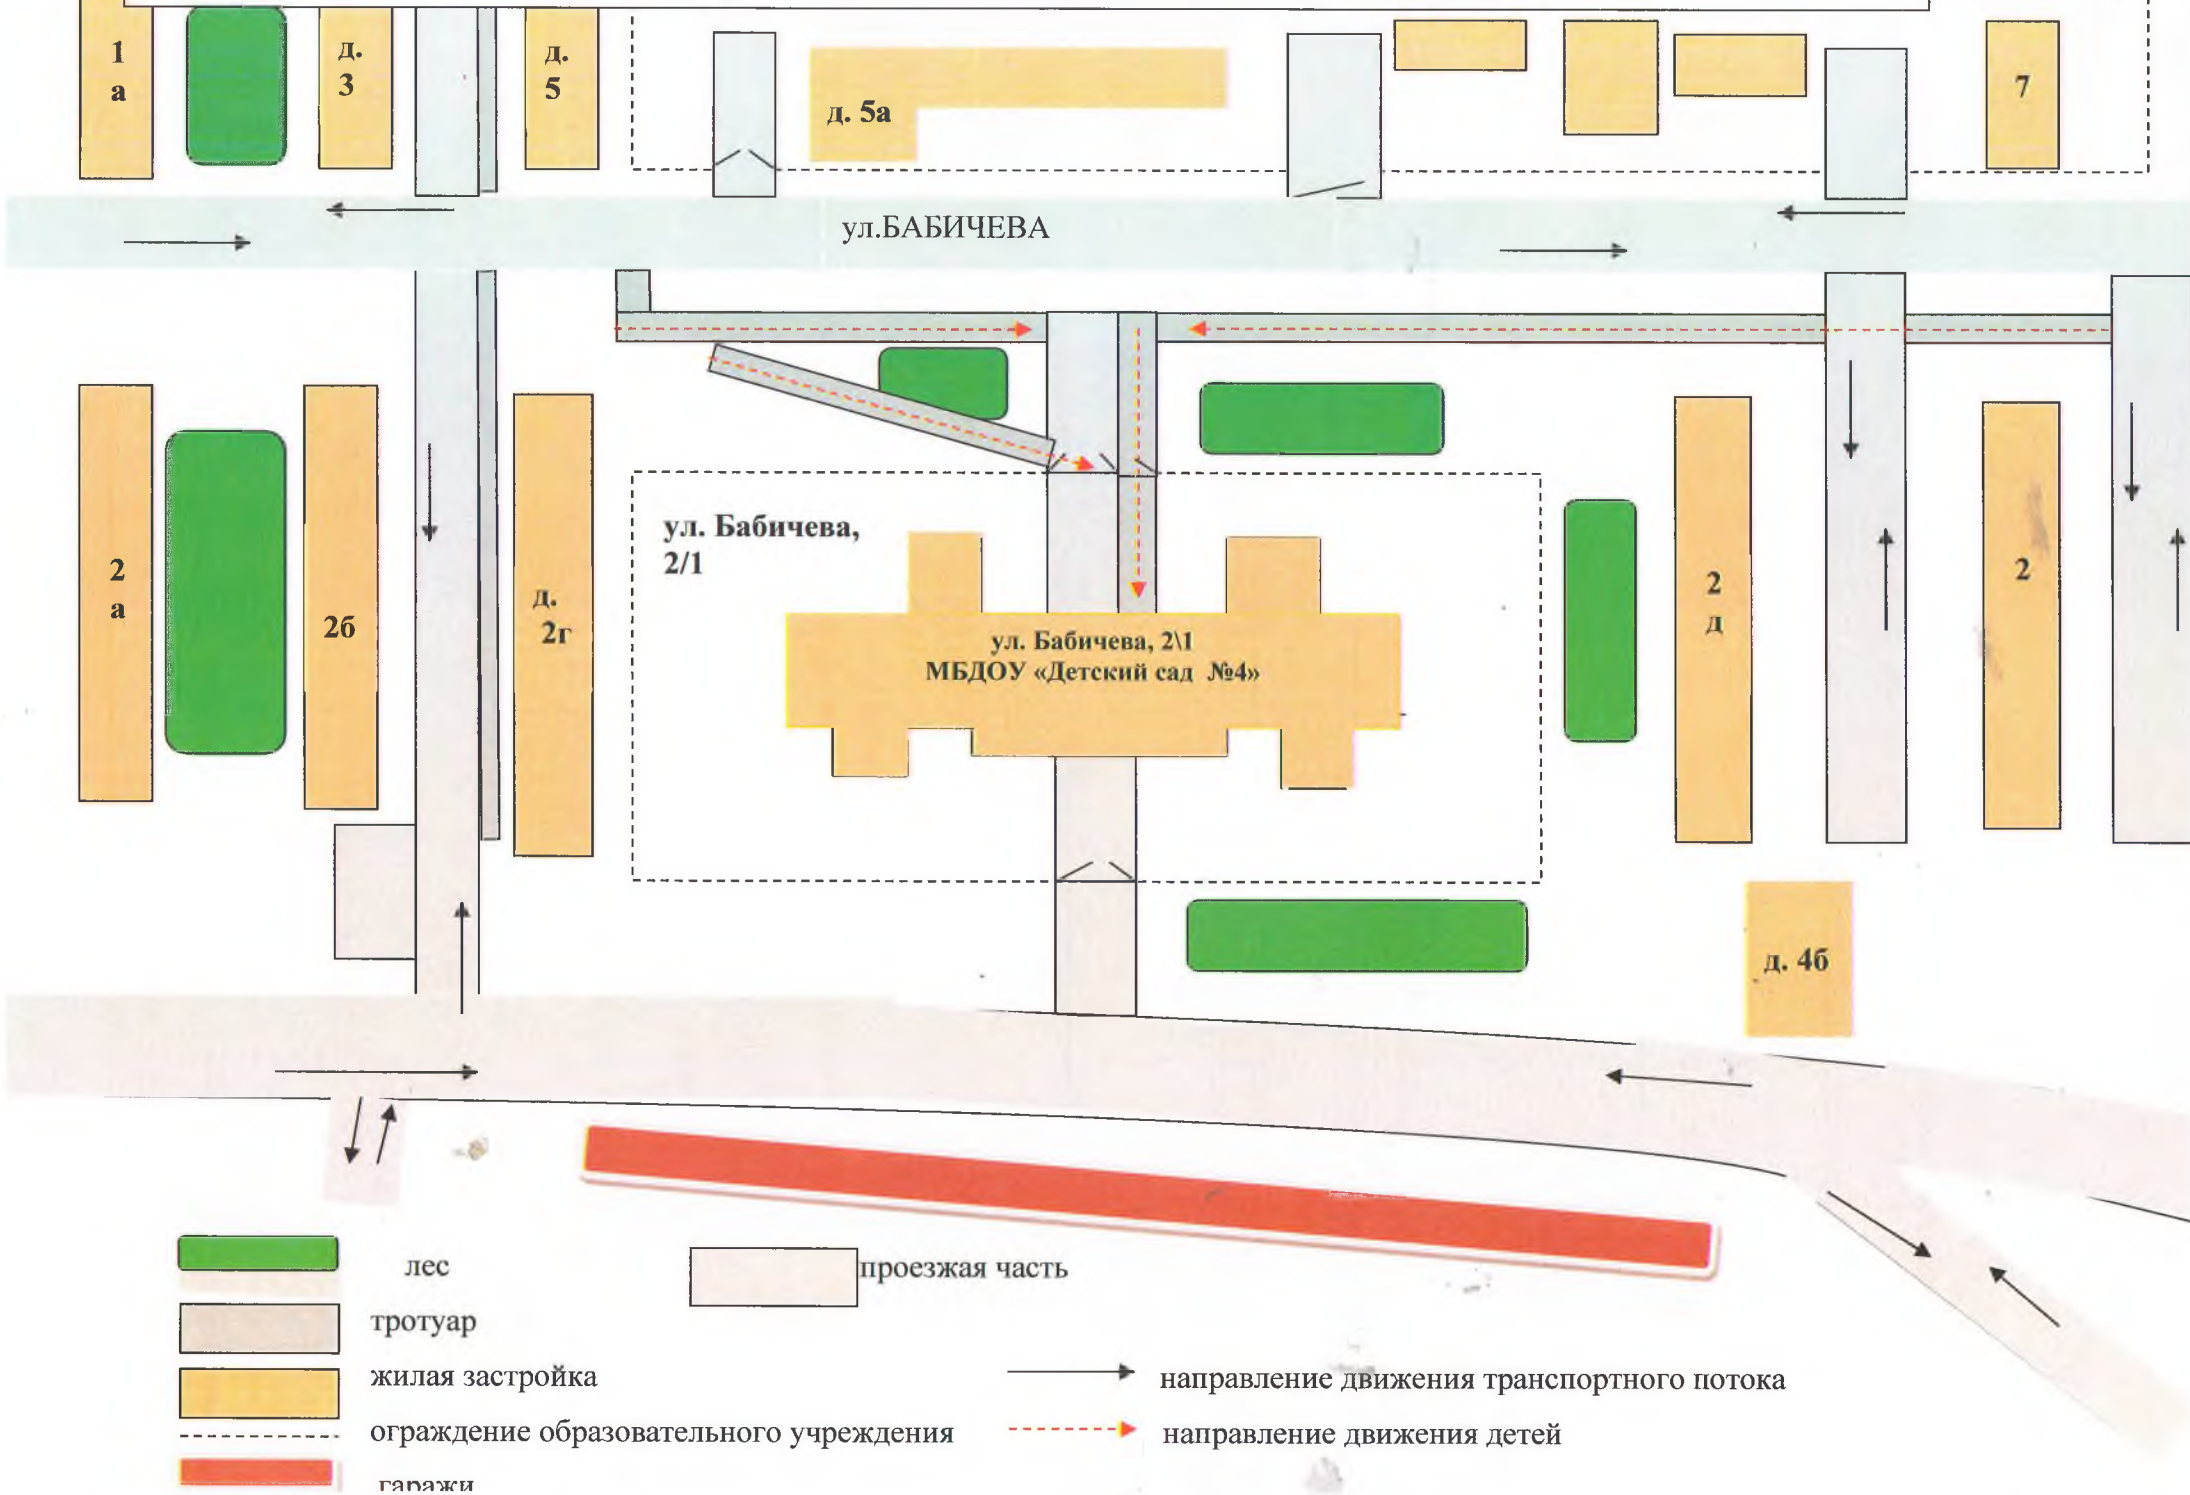 1
а
д.
3
д.
5
д. 5а
7
ул.БАБИЧЕВА
2
а
2б
д.
2г
ул. Бабичева,
2/1
ул. Бабичева, 2\1
МБДОУ «Детский сад №4»
2
д
2
д. 4б
лес
проезжая часть
тротуар
жилая застройка
направление движения транспортного потока
ограждение образовательного учреждения
направление движения детей
гаражи